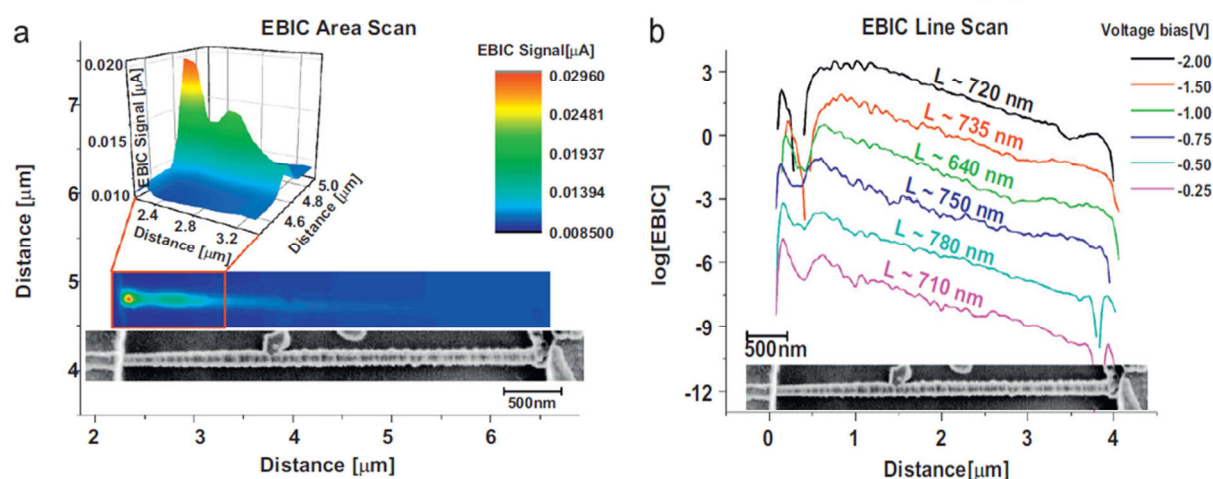 a
EBIC Area Scan
EBIC Signal[μA]
0.02960
0.02481
0.01937
0.01394
0.008500
0.020
0.015
0.010
EBIC Signal [μA]
2.4
2.8
3.2
Distance [μm]
5.0
4.8
4.6
Distance [μm]
7
6
5
4
Distance [μm]
500nm
2
3
4
5
6
Distance [μm]
b
EBIC Line Scan
Voltage bias[V]
-2.00
-1.50
-1.00
-0.75
-0.50
-0.25
3
0
-3
-6
-9
-12
log[EBIC]
L ~ 720 nm
L ~ 735 nm
L ~ 640 nm
L ~ 750 nm
L ~ 780 nm
L ~ 710 nm
500nm
0
1
2
3
4
Distance[μm]